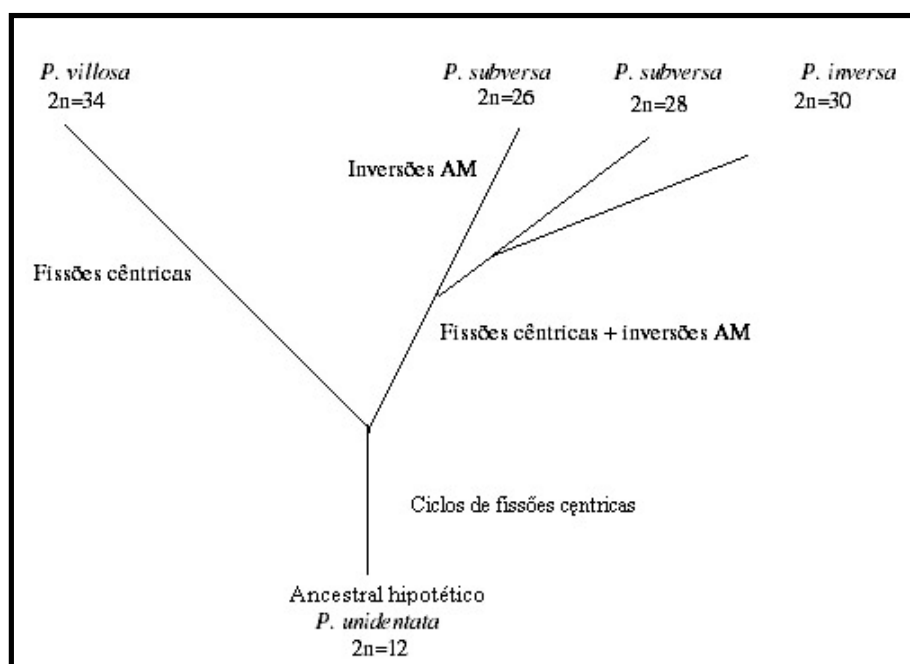 P. villosa
2n=34
P. subversa
2n=26
P. subversa
2n=28
P. inversa
2n=30
Inversões AM
Fissões cêntricas
Fissões cêntricas + inversões AM
Ciclos de fissões cęntricas
Ancestral hipotético
P. unidentata
2n=12